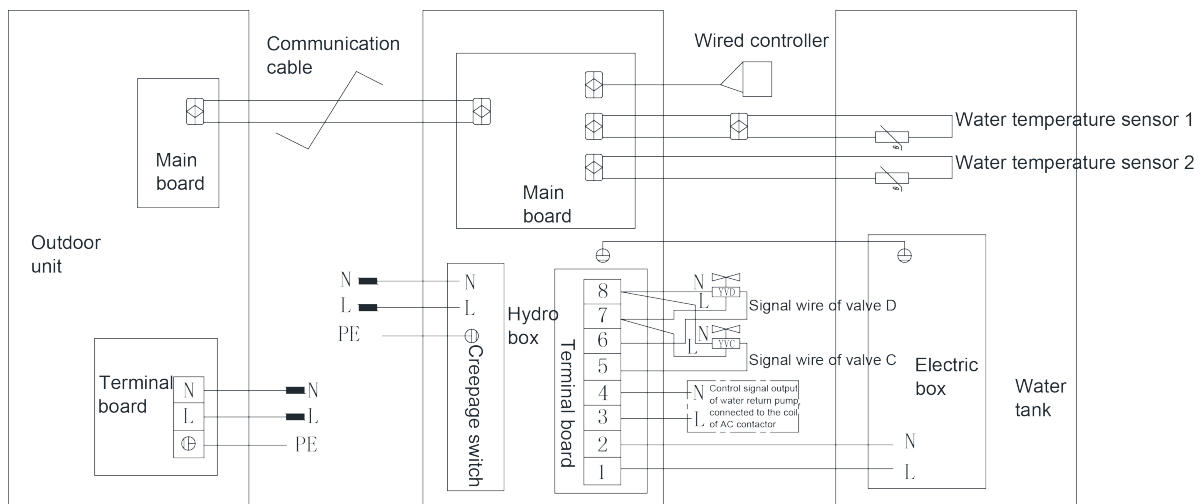 Communication
cable
Wired controller
Water temperature sensor 1
Water temperature sensor 2
Main
board
Main
board
Outdoor
unit
N
L
PE
N
L
Creepage switch
Hydro
box
Terminal board
8
7
6
5
4
3
2
1
N
L
YVD
Signal wire of valve D
N
L
YVC
Signal wire of valve C
N
L
Control signal output
of water return pump
connected to the coil
of AC contactor
Electric
box
N
L
Water
tank
Terminal
board
N
L
N
L
PE